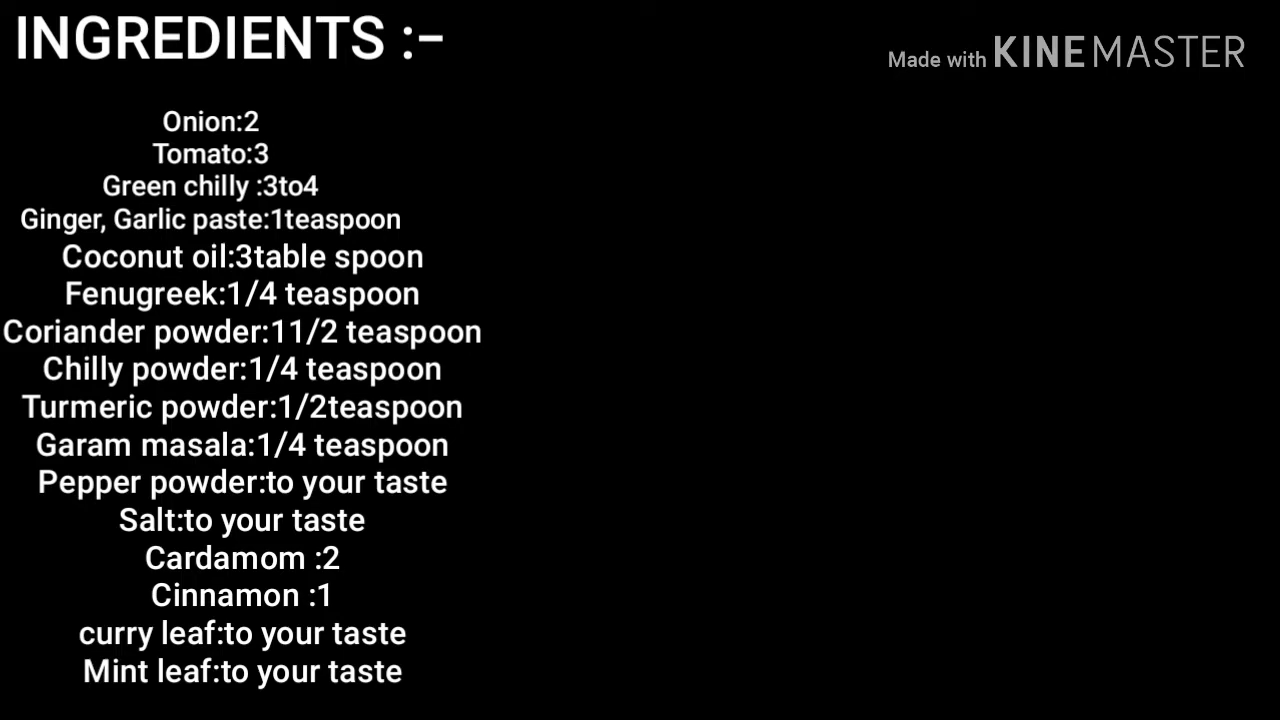 INGREDIENTS :-
Made with KINEMASTER
Onion:2
Tomato:3
Green chilly :3to4
Ginger, Garlic paste:1teaspoon
Coconut oil:3table spoon
Fenugreek:1/4 teaspoon
Coriander powder:11/2 teaspoon
Chilly powder:1/4 teaspoon
Turmeric powder:1/2teaspoon
Garam masala:1/4 teaspoon
Pepper powder:to your taste
Salt:to your taste
Cardamom :2
Cinnamon :1
curry leaf:to your taste
Mint leaf:to your taste